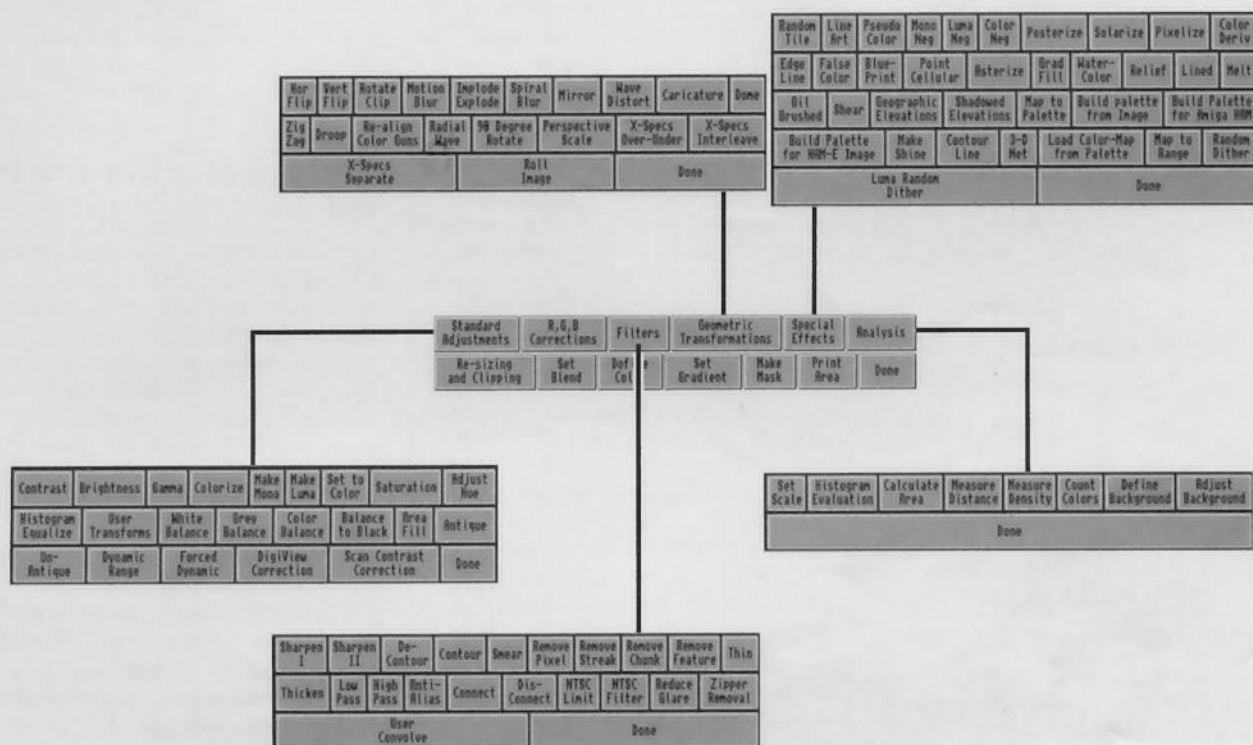 Hor Flip Vert Flip Rotate Clip Motion Blur Implode Explode Spiral Blur Mirror Wave Distort Caricature Dome
Zig Zag Droop Re-align Color Guns Radial Wave 90 Degree Rotate Perspective Scale X-Specs Over-Under X-Specs Interleave
X-Specs Separate Roll Image Done
Random Tile Line Art Pseudo Color Mono Neg Luma Neg Color Neg Posterize Solarize Pixelize Color Deriv
Edge Line False Color Blue-Print Point Cellular Asterize Grad Fill Water-Color Relief Lined Melt
Oil Brushed Shear Geographic Elevations Shadowed Elevations Map to Palette Build palette from Image Build Palette for Amiga HAM
Build Palette for HAM-E Image Make Shine Contour Line 3-D Net Load Color-Map from Palette Map to Range Random Dither
Luma Random Dither Done
Standard Adjustments R,G,B Corrections Filters Geometric Transformations Special Effects Analysis
Re-sizing and Clipping Set Blend Define Set Gradient Make Mask Print Area Done
Contrast Brightness Gamma Colorize Make Mono Make Luma Set to Color Saturation Adjust Hue
Histogram Equalize User Transforms White Balance Grey Balance Color Balance Balance to Black Area Fill Antique
Un-Antique Dynamic Range Forced Dynamic DigiView Correction Scan Contrast Correction Done
Set Scale Histogram Evaluation Calculate Area Measure Distance Measure Density Count Colors Define Background Adjust Background
Done
Sharpen I Sharpen II De-Contour Contour Smear Remove Pixel Remove Streak Remove Chunk Remove Feature Thin
Thicken Low Pass High Pass Anti-Alias Connect Dis-Connect NTSC Limit NTSC Filter Reduce Glare Zipper Removal
User Convolve Done